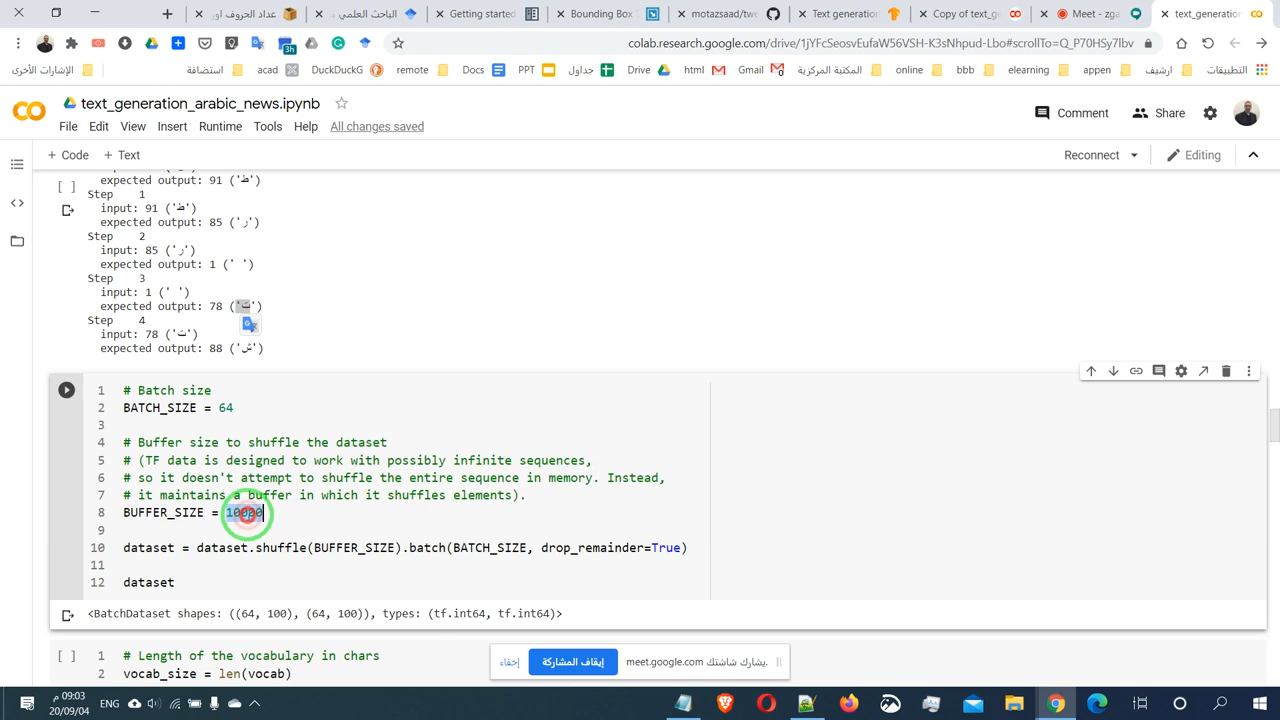 عداد الحروف اور
الباحث العلمي مـ
Getting started
Bounding Box T
motazsaad/
Text generation
Copy of text_g
Meet - zga
text_generation
colab.research.google.com/drive/1jYFcSeosvEufaW56VSH-K3sNhpud1bo#scrollTo=Q_P70HSy7lbv
الإشارات الأخرى
استضافة
acad
DuckDuckG
remote
Docs
PPT
جداول
Drive
html
Gmail
المكتبة المركزية
online
bbb
elearning
appen
ارشيف
التطبيقات
text_generation_arabic_news.ipynb
Comment
Share
File Edit View Insert Runtime Tools Help All changes saved
+ Code + Text
Reconnect
Editing
expected output: 91 ('ط')
Step 1
input: 91 ('ط')
expected output: 85 ('ر')
Step 2
input: 85 ('ر')
expected output: 1 (' ')
Step 3
input: 1 (' ')
expected output: 78 ('ت')
Step 4
input: 78 ('ت')
expected output: 88 ('ش')
1 # Batch size
2 BATCH_SIZE = 64
3
4 # Buffer size to shuffle the dataset
5 # (TF data is designed to work with possibly infinite sequences,
6 # so it doesn't attempt to shuffle the entire sequence in memory. Instead,
7 # it maintains a buffer in which it shuffles elements).
8 BUFFER_SIZE = 10000
9
10 dataset = dataset.shuffle(BUFFER_SIZE).batch(BATCH_SIZE, drop_remainder=True)
11
12 dataset
<BatchDataset shapes: ((64, 100), (64, 100)), types: (tf.int64, tf.int64)>
1 # Length of the vocabulary in chars
2 vocab_size = len(vocab)
إخفاء
إيقاف المشاركة
meet.google.com يشارك شاشتك.
09:03 م
ENG
20/09/04